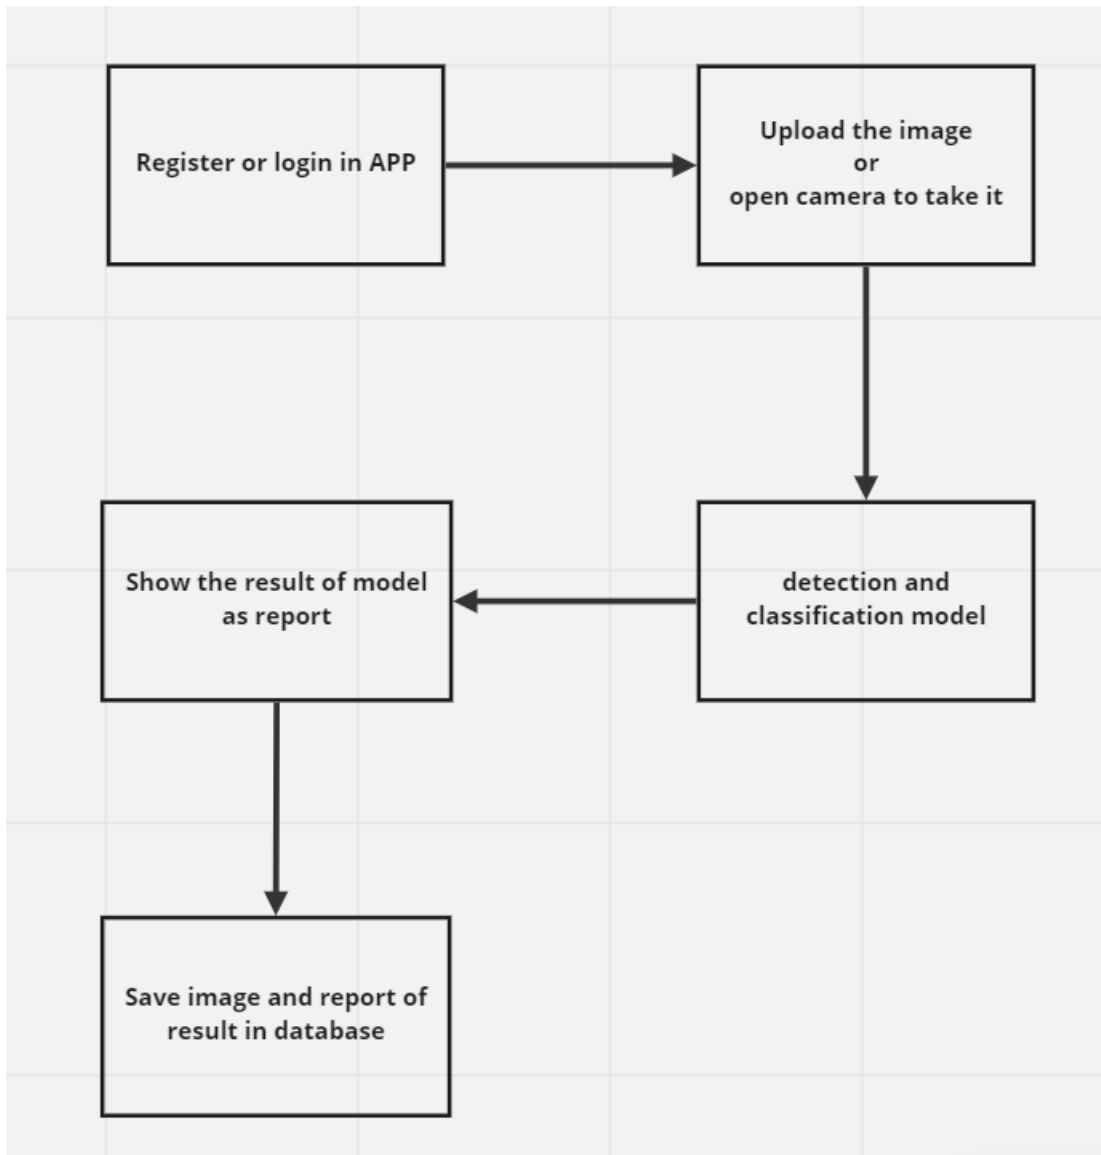 Register or login in APP
Upload the image
or
open camera to take it
detection and
classification model
Show the result of model
as report
Save image and report of
result in database